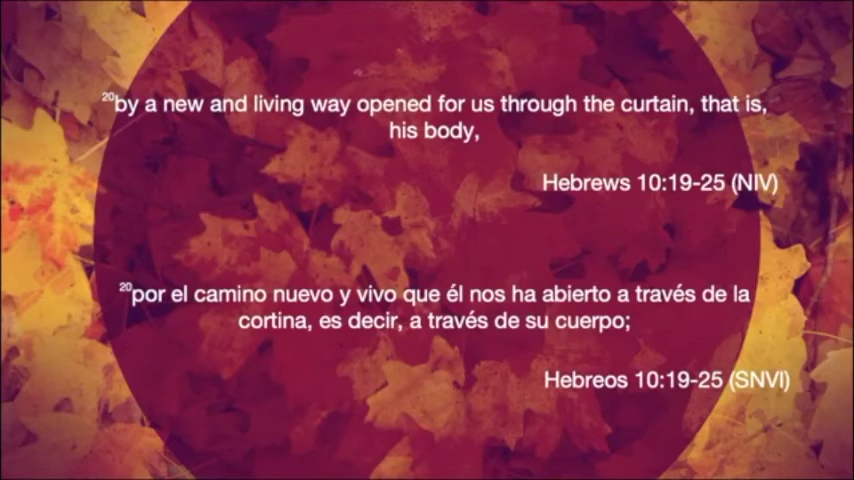 20by a new and living way opened for us through the curtain, that is,
his body,
Hebrews 10:19-25 (NIV)
20por el camino nuevo y vivo que él nos ha abierto a través de la
cortina, es decir, a través de su cuerpo;
Hebreos 10:19-25 (SNVI)